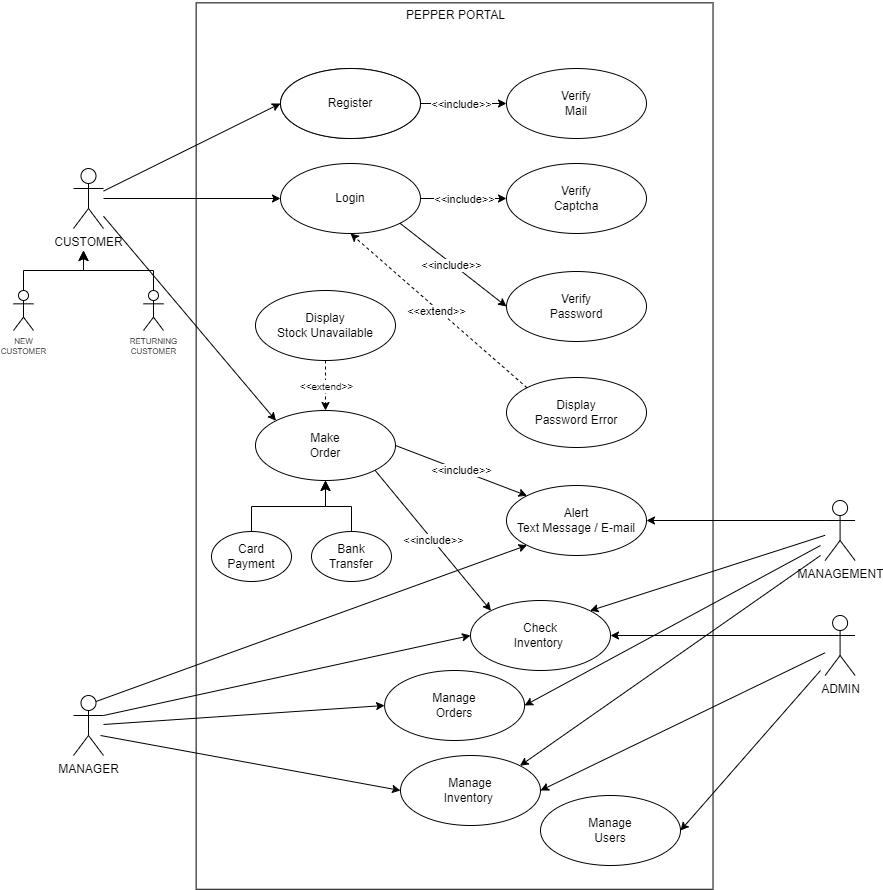 PEPPER PORTAL
Register
<<include>>
Verify
Mail
CUSTOMER
Login
<<include>>
Verify
Captcha
<<include>>
Verify
Password
NEW
CUSTOMER
RETURNING
CUSTOMER
Display
Stock Unavailable
<<extend>>
<<extend>>
Display
Password Error
Make
Order
<<include>>
Alert
Text Message / E-mail
<<include>>
Card
Payment
Bank
Transfer
MANAGEMENT
Check
Inventory
ADMIN
Manage
Orders
MANAGER
Manage
Inventory
Manage
Users